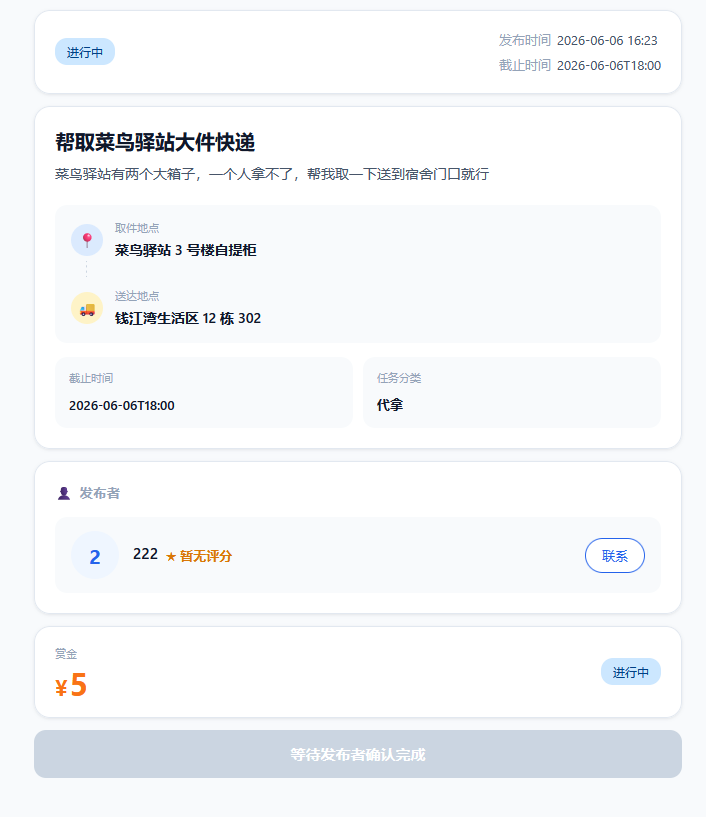 进行中
发布时间 2026-06-06 16:23
截止时间 2026-06-06T18:00
帮取菜鸟驿站大件快递
菜鸟驿站有两个大箱子，一个人拿不了，帮我取一下送到宿舍门口就行
取件地点
菜鸟驿站 3 号楼自提柜
送达地点
钱江湾生活区 12 栋 302
截止时间
2026-06-06T18:00
任务分类
代拿
发布者
2
222 ★ 暂无评分
联系
赏金
¥5
进行中
等待发布者确认完成